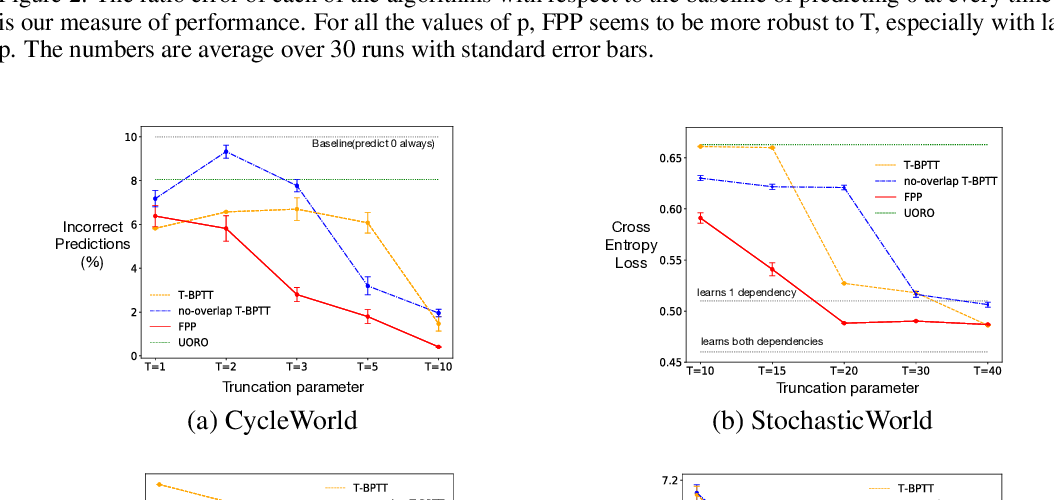 is our measure of performance. For all the values of p, FPP seems to be more robust to T, especially with
p. The numbers are average over 30 runs with standard error bars.
10
8
6
4
2
0
Baseline(predict 0 always)
Incorrect
Predictions
(%)
T-BPTT
no-overlap T-BPTT
FPP
UORO
T=1 T=2 T=3 T=5 T=10
Truncation parameter
(a) CycleWorld
0.65
0.60
0.55
0.50
0.45
Cross
Entropy
Loss
T-BPTT
no-overlap T-BPTT
FPP
UORO
learns 1 dependency
learns both dependencies
T=10 T=15 T=20 T=30 T=40
Truncation parameter
(b) StochasticWorld
T-BPTT
7.2
T-BPTT